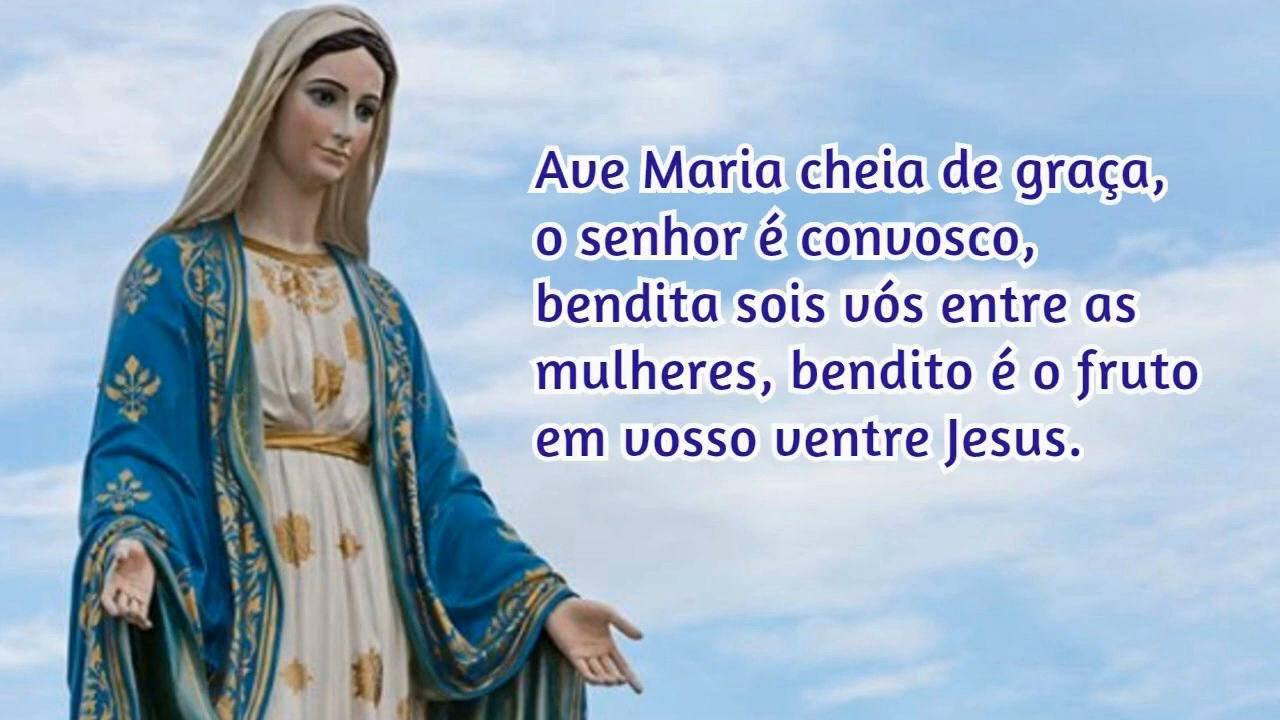 Ave Maria cheia de graça,
o senhor é convosco,
bendita sois vós entre as
mulheres, bendito é o fruto
em vosso ventre Jesus.